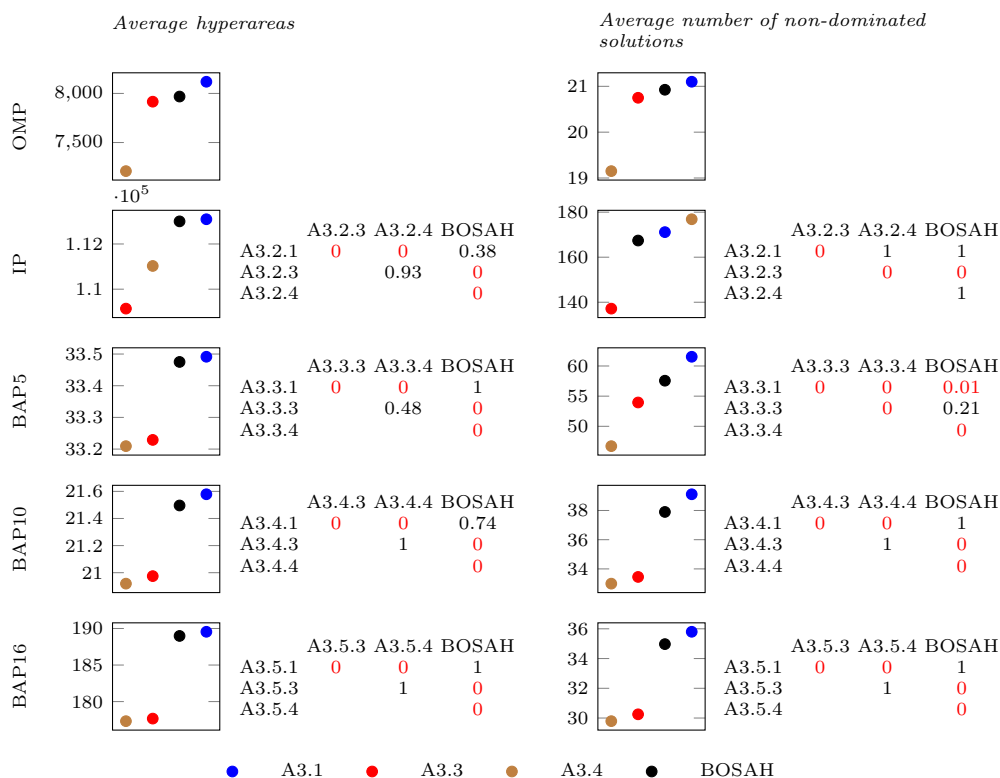 Average hyperareas
Average number of non-dominated
solutions
OMP
8,000
7,500
21
20
19
IP
·10^5
1.12
1.1
A3.2.3 A3.2.4 BOSAH
A3.2.1 0 0 0.38
A3.2.3 0.93 0
A3.2.4 0
180
160
140
A3.2.3 A3.2.4 BOSAH
A3.2.1 0 1 1
A3.2.3 0 0
A3.2.4 1
BAP5
33.5
33.4
33.3
33.2
A3.3.3 A3.3.4 BOSAH
A3.3.1 0 0 1
A3.3.3 0.48 0
A3.3.4 0
60
55
50
A3.3.3 A3.3.4 BOSAH
A3.3.1 0 0 0.01
A3.3.3 0 0.21
A3.3.4 0
BAP10
21.6
21.4
21.2
21
A3.4.3 A3.4.4 BOSAH
A3.4.1 0 0 0.74
A3.4.3 1 0
A3.4.4 0
38
36
34
A3.4.3 A3.4.4 BOSAH
A3.4.1 0 0 1
A3.4.3 1 0
A3.4.4 0
BAP16
190
185
180
A3.5.3 A3.5.4 BOSAH
A3.5.1 0 0 1
A3.5.3 1 0
A3.5.4 0
36
34
32
30
A3.5.3 A3.5.4 BOSAH
A3.5.1 0 0 1
A3.5.3 1 0
A3.5.4 0
A3.1 A3.3 A3.4 BOSAH